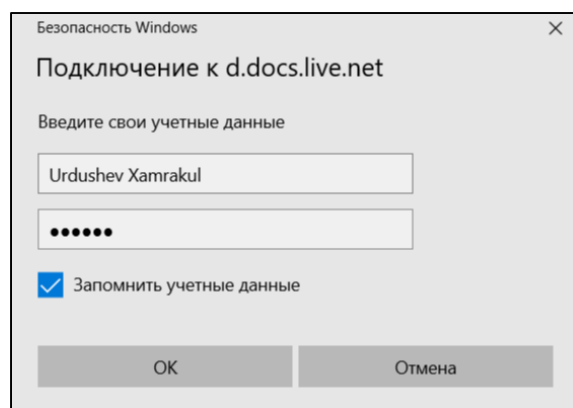 Безопасность Windows
Подключение к d.docs.live.net
Введите свои учетные данные
Urdushev Xamrakul
●●●●●●
Запомнить учетные данные
OK
Отмена